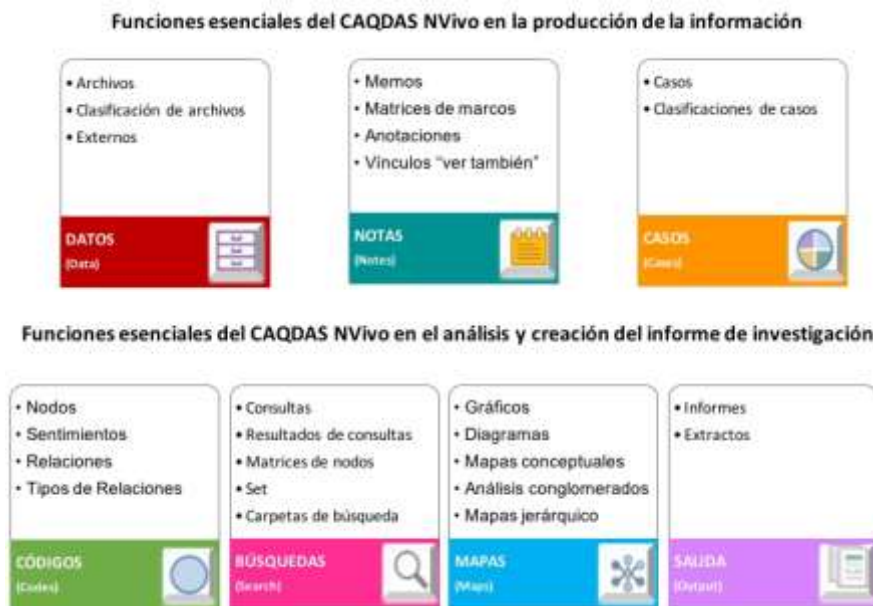 Funciones esenciales del CAQDAS NVivo en la producción de la información
• Archivos
• Clasificación de archivos
• Externos
DATOS
(Data)
• Memos
• Matrices de marcos
• Anotaciones
• Vínculos “ver también”
NOTAS
(Notes)
• Casos
• Clasificaciones de casos
CASOS
(Cases)
Funciones esenciales del CAQDAS NVivo en el análisis y creación del informe de investigación
• Nodos
• Sentimientos
• Relaciones
• Tipos de Relaciones
CÓDIGOS
(Codes)
• Consultas
• Resultados de consultas
• Matrices de nodos
• Set
• Carpetas de búsqueda
BÚSQUEDAS
(Search)
• Gráficos
• Diagramas
• Mapas conceptuales
• Análisis conglomerados
• Mapas jerárquico
MAPAS
(Maps)
• Informes
• Extractos
SALIDA
(Output)